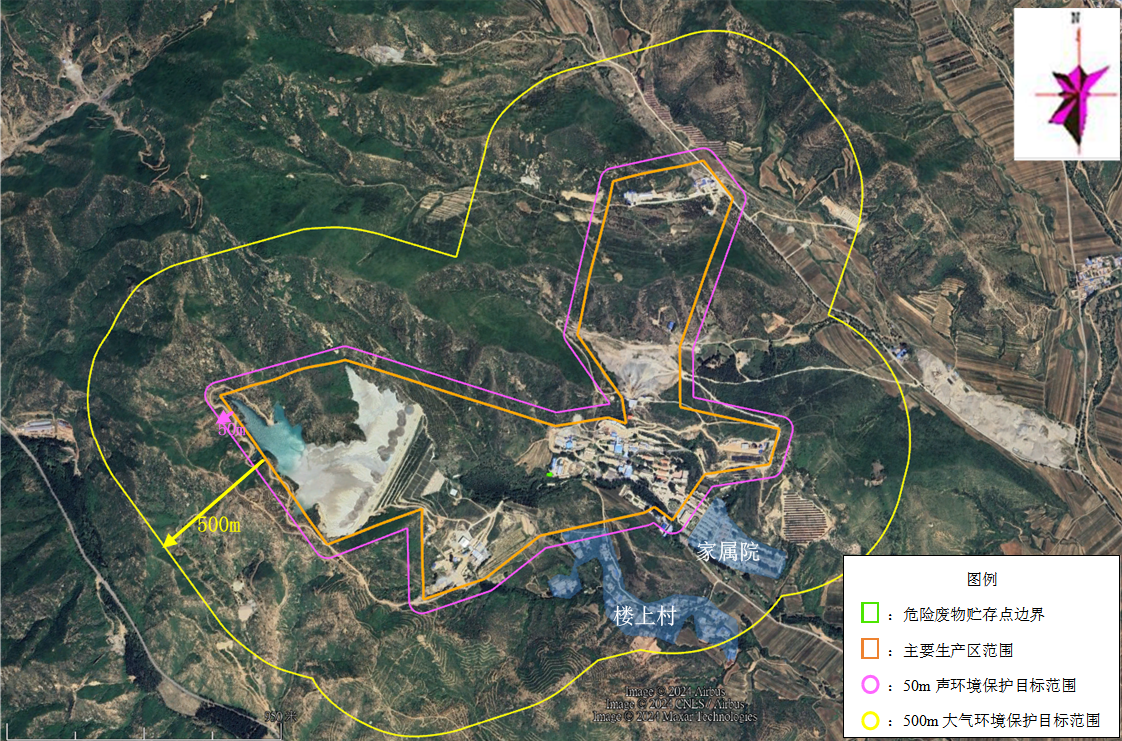 N
50m
500m
家属院
楼上村
图例
：危险废物贮存点边界
：主要生产区范围
：50m 声环境保护目标范围
：500m 大气环境保护目标范围
Image © 2024 Airbus
Image © 2024 CNES / Airbus
Image © 2024 Maxar Technologies